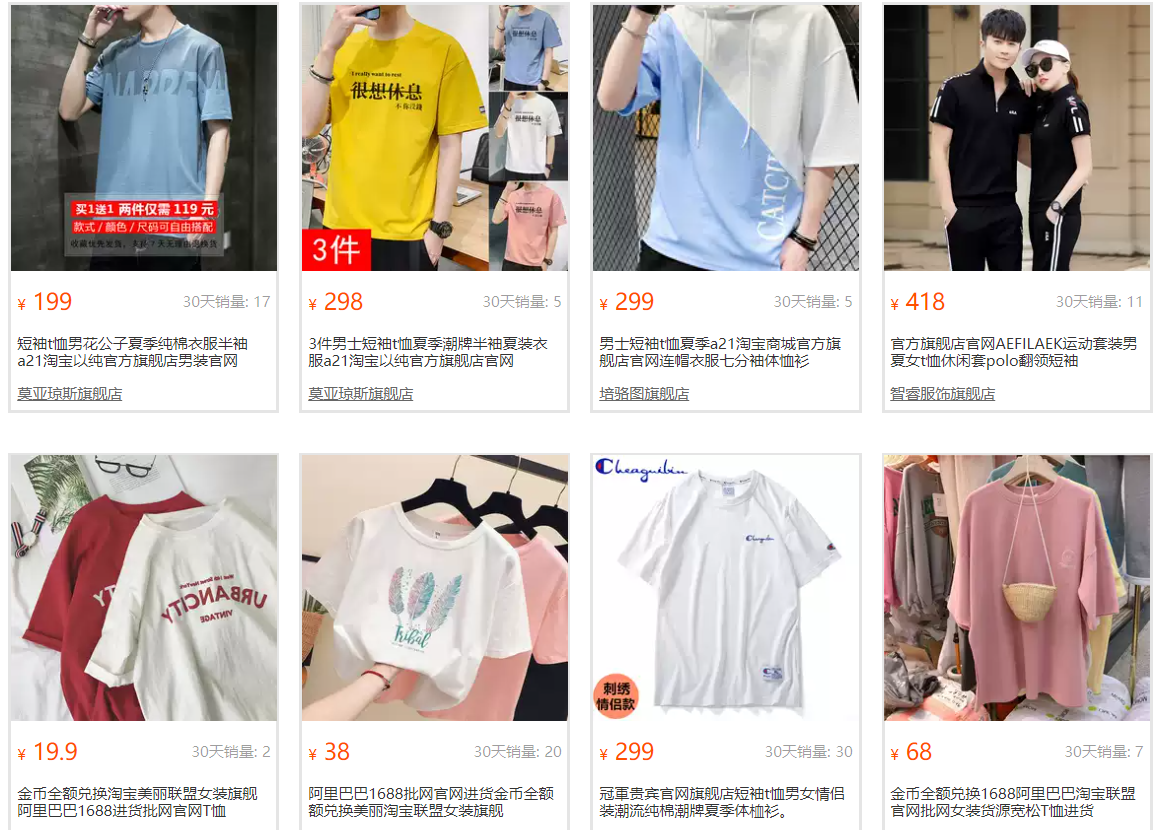 NAPREA
买1送1 两件仅需 119 元
款式 / 颜色 / 尺码可自由搭配
¥ 199
30天销量: 17
短袖t恤男花公子夏季纯棉衣服半袖
a21淘宝以纯官方旗舰店男装官网
莫亚琼斯旗舰店
I really want to rest
很想休息
不你没趣
很想休息
很想休息
很想休息
3件
¥ 298
30天销量: 5
3件男士短袖t恤夏季潮牌半袖夏装衣
服a21淘宝以纯官方旗舰店官网
莫亚琼斯旗舰店
CATCH
¥ 299
30天销量: 5
男士短袖t恤夏季a21淘宝商城官方旗
舰店官网连帽衣服七分袖体恤衫
培骆图旗舰店
¥ 418
30天销量: 11
官方旗舰店官网AEFILAEK运动套装男
夏女t恤休闲套polo翻领短袖
智睿服饰旗舰店
URBANCITY
VINTAGE
¥ 19.9
30天销量: 2
金币全额兑换淘宝美丽联盟女装旗舰
阿里巴巴1688进货批网官网T恤
Tribal
¥ 38
30天销量: 20
阿里巴巴1688批网官网进货金币全额
额兑换美丽淘宝联盟女装旗舰
Cheaguibin
Cheaguibin
刺绣
情侣款
¥ 299
30天销量: 30
冠軍贵宾官网旗舰店短袖t恤男女情侣
装潮流纯棉潮牌夏季体桖衫。
¥ 68
30天销量: 7
金币全额兑换1688阿里巴巴淘宝联盟
官网批网女装货源宽松T恤进货